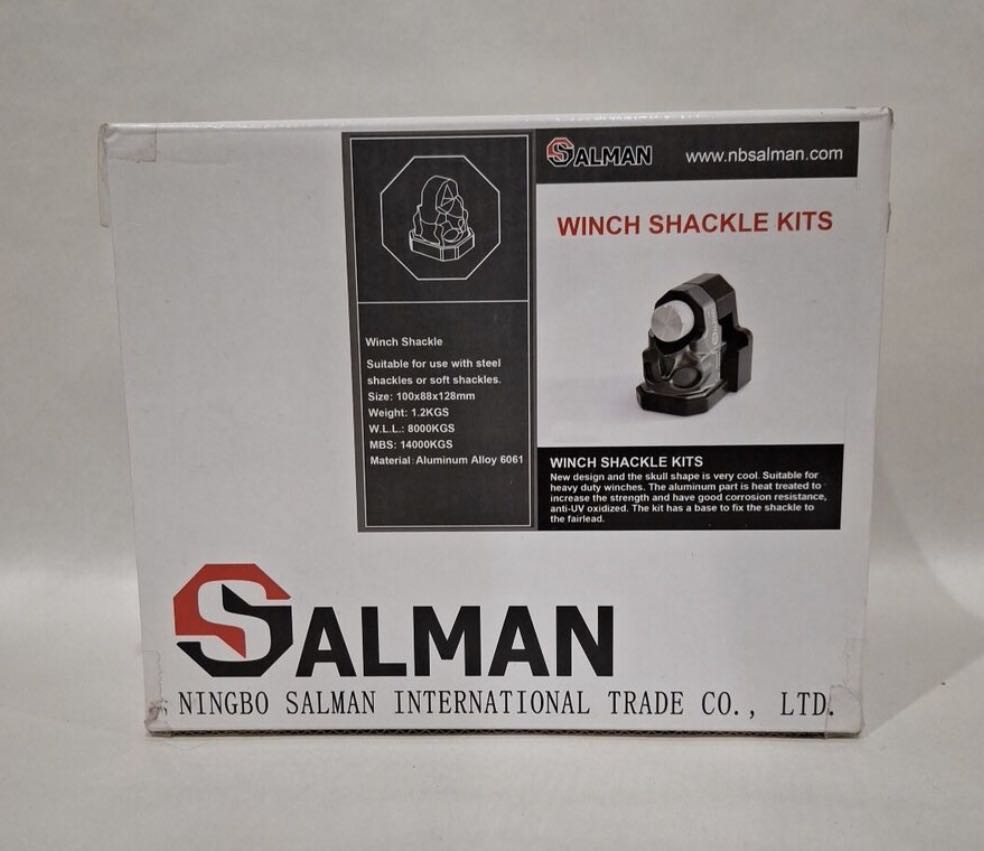 SALMAN www.nbsalman.com
WINCH SHACKLE KITS
Winch Shackle
Suitable for use with steel
shackles or soft shackles.
Size: 100x88x128mm
Weight: 1.2KGS
W.L.L.: 8000KGS
MBS: 14000KGS
Material: Aluminum Alloy 6061
WINCH SHACKLE KITS
New design and the skull shape is very cool. Suitable for
heavy duty winches. The aluminum part is heat treated to
increase the strength and have good corrosion resistance,
anti-UV oxidized. The kit has a base to fix the shackle to
the fairlead.
SALMAN
NINGBO SALMAN INTERNATIONAL TRADE CO., LTD.